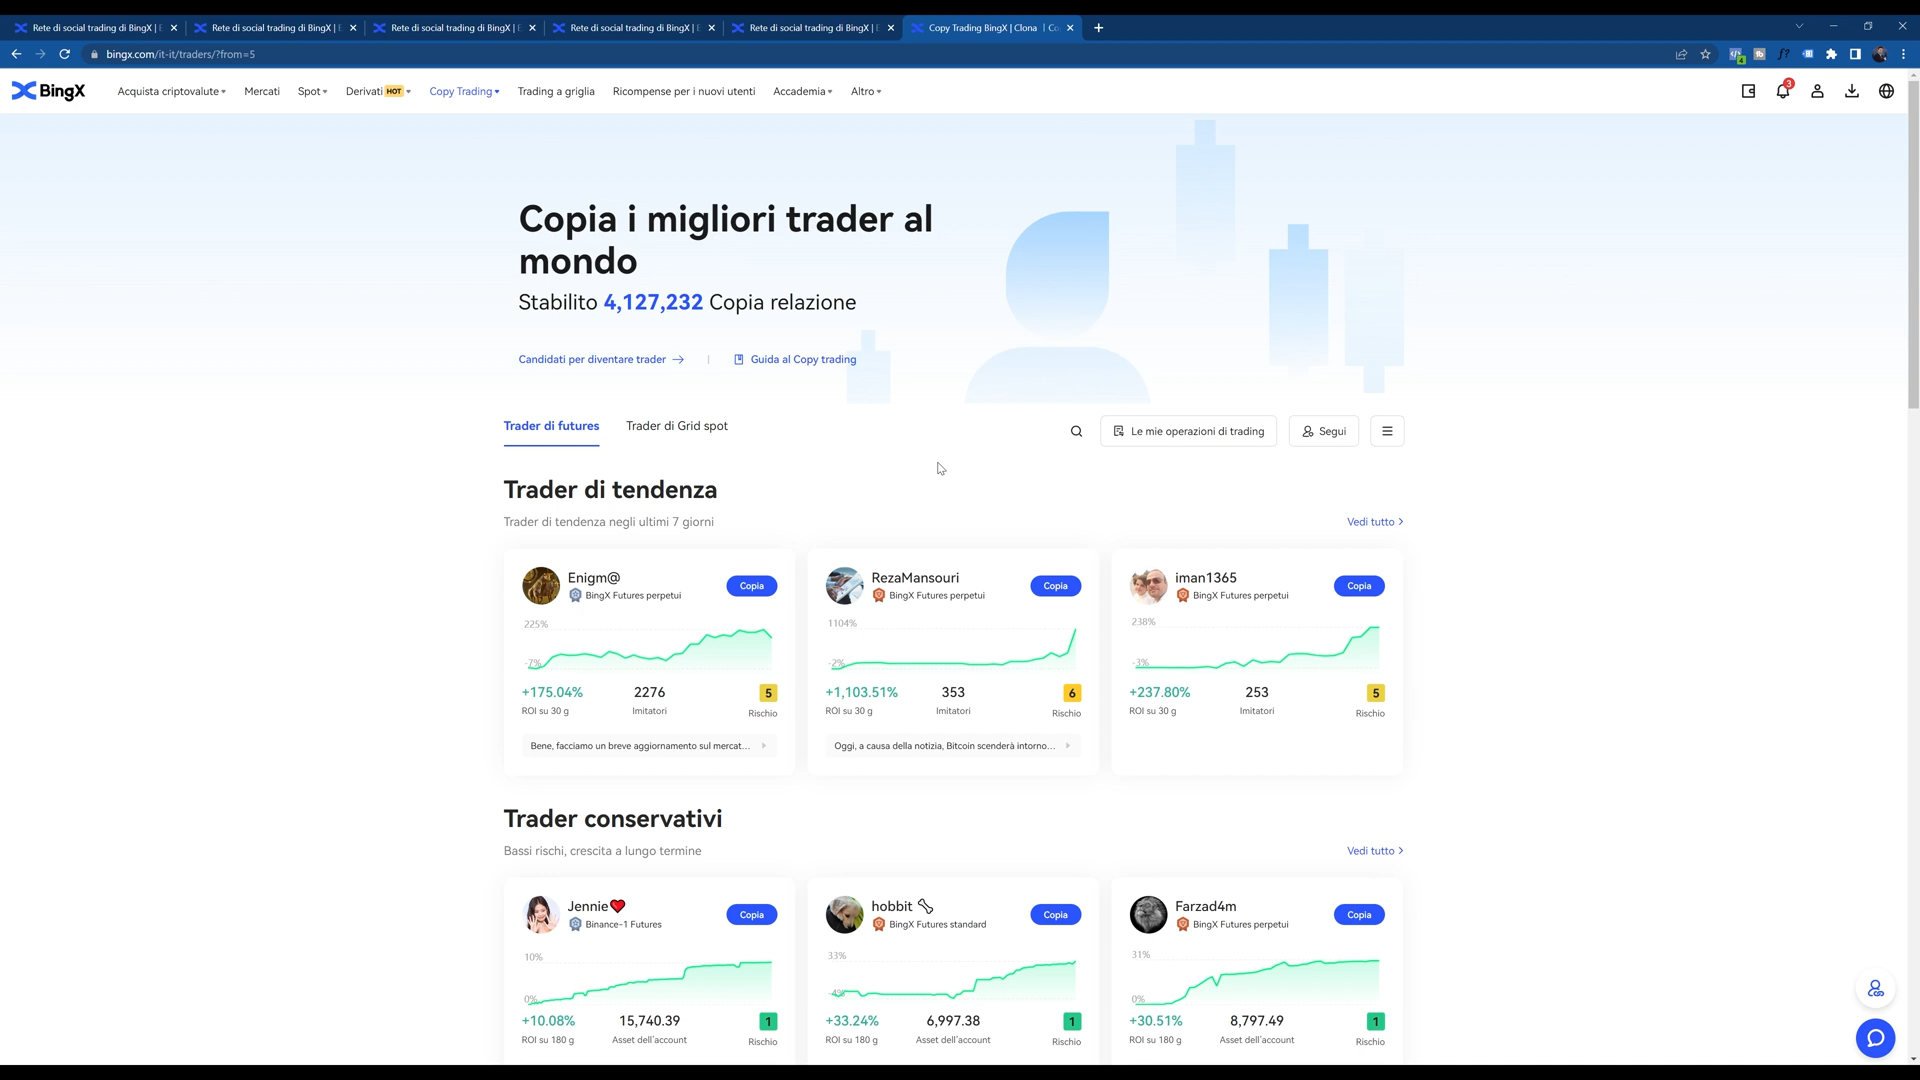 Rete di social trading di BingX | E
Rete di social trading di BingX | E
Rete di social trading di BingX | E
Rete di social trading di BingX | E
Rete di social trading di BingX | E
Copy Trading BingX | Clona | Co
bingx.com/it-it/traders/?from=5
BingX
Acquista criptovalute
Mercati
Spot
Derivati HOT
Copy Trading
Trading a griglia
Ricompense per i nuovi utenti
Accademia
Altro
3
Copia i migliori trader al
mondo
Stabilito 4,127,232 Copia relazione
Candidati per diventare trader →
Guida al Copy trading
Trader di futures
Trader di Grid spot
Le mie operazioni di trading
Segui
Trader di tendenza
Trader di tendenza negli ultimi 7 giorni
Vedi tutto >
Enigm@
BingX Futures perpetui
Copia
225%
-7%
+175.04%
ROI su 30 g
2276
Imitatori
5
Rischio
Bene, facciamo un breve aggiornamento sul mercat...
RezaMansouri
BingX Futures perpetui
Copia
1104%
-2%
+1,103.51%
ROI su 30 g
353
Imitatori
6
Rischio
Oggi, a causa della notizia, Bitcoin scenderà intorno...
iman1365
BingX Futures perpetui
Copia
238%
-3%
+237.80%
ROI su 30 g
253
Imitatori
5
Rischio
Trader conservativi
Bassi rischi, crescita a lungo termine
Vedi tutto >
Jennie❤️
Binance-1 Futures
Copia
10%
0%
+10.08%
ROI su 180 g
15,740.39
Asset dell'account
1
Rischio
hobbit 🦴
BingX Futures standard
Copia
33%
-4%
+33.24%
ROI su 180 g
6,997.38
Asset dell'account
1
Rischio
Farzad4m
BingX Futures perpetui
Copia
31%
0%
+30.51%
ROI su 180 g
8,797.49
Asset dell'account
1
Rischio